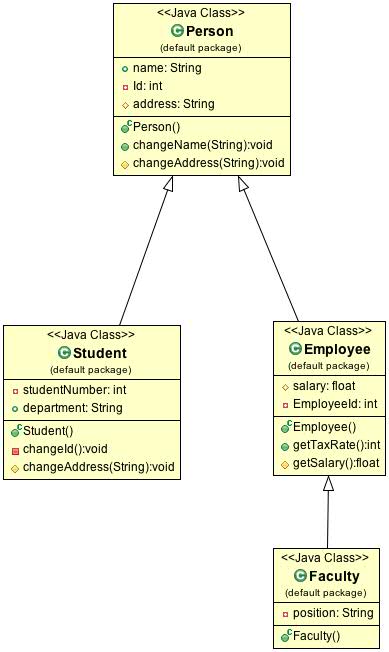 <<Java Class>>
Person
(default package)
name: String
Id: int
address: String
Person()
changeName(String):void
changeAddress(String):void
<<Java Class>>
Student
(default package)
studentNumber: int
department: String
Student()
changeId():void
changeAddress(String):void
<<Java Class>>
Employee
(default package)
salary: float
EmployeeId: int
Employee()
getTaxRate():int
getSalary():float
<<Java Class>>
Faculty
(default package)
position: String
Faculty()